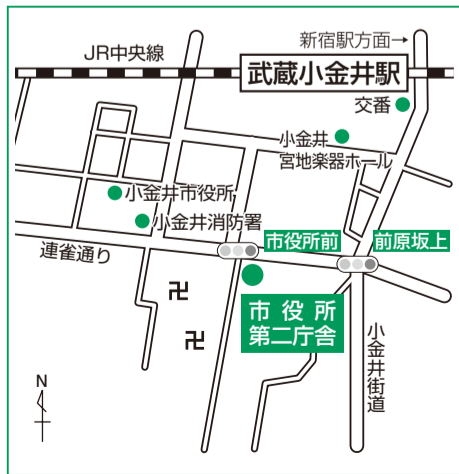 新宿駅方面→
JR中央線
武蔵小金井駅
交番
小金井
宮地楽器ホール
小金井市役所
小金井消防署
連雀通り
市役所前
前原坂上
市役所
第二庁舎
小金井街道
N